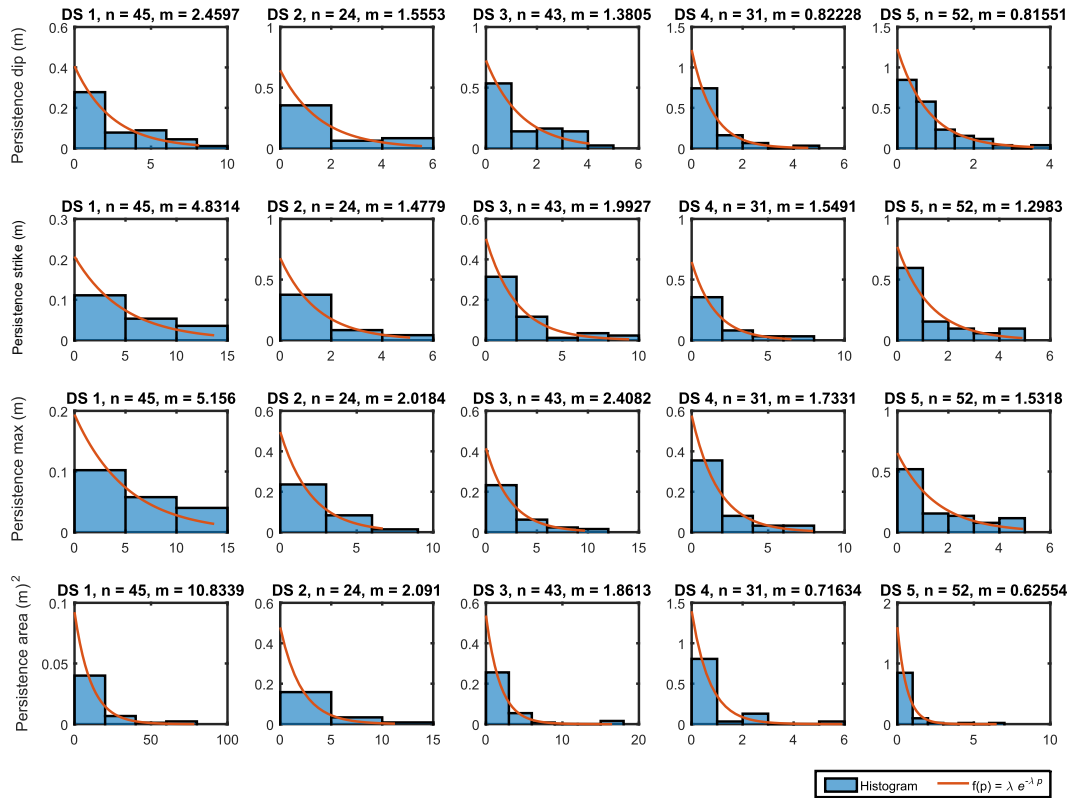 DS 1, n = 45, m = 2.4597
DS 2, n = 24, m = 1.5553
DS 3, n = 43, m = 1.3805
DS 4, n = 31, m = 0.82228
DS 5, n = 52, m = 0.81551
Persistence dip (m)
0.6
0.4
0.2
0
0 5 10
1
0.5
0
0 2 4 6
0.8
0.6
0.4
0.2
0
0 2 4 6
1.5
1
0.5
0
0 2 4 6
1.5
1
0.5
0
0 2 4
DS 1, n = 45, m = 4.8314
DS 2, n = 24, m = 1.4779
DS 3, n = 43, m = 1.9927
DS 4, n = 31, m = 1.5491
DS 5, n = 52, m = 1.2983
Persistence strike (m)
0.3
0.2
0.1
0
0 5 10 15
1
0.5
0
0 2 4 6
0.6
0.4
0.2
0
0 5 10
1
0.5
0
0 5 10
1
0.5
0
0 2 4 6
DS 1, n = 45, m = 5.156
DS 2, n = 24, m = 2.0184
DS 3, n = 43, m = 2.4082
DS 4, n = 31, m = 1.7331
DS 5, n = 52, m = 1.5318
Persistence max (m)
0.2
0.1
0
0 5 10 15
0.6
0.4
0.2
0
0 5 10
0.6
0.4
0.2
0
0 5 10 15
0.6
0.4
0.2
0
0 5 10
1
0.5
0
0 2 4 6
DS 1, n = 45, m = 10.8339
DS 2, n = 24, m = 2.091
DS 3, n = 43, m = 1.8613
DS 4, n = 31, m = 0.71634
DS 5, n = 52, m = 0.62554
Persistence area (m)²
0.1
0.05
0
0 50 100
0.6
0.4
0.2
0
0 5 10 15
0.6
0.4
0.2
0
0 10 20
1.5
1
0.5
0
0 2 4 6
2
1
0
0 5 10
Histogram
f(p) = λ e^-λ p